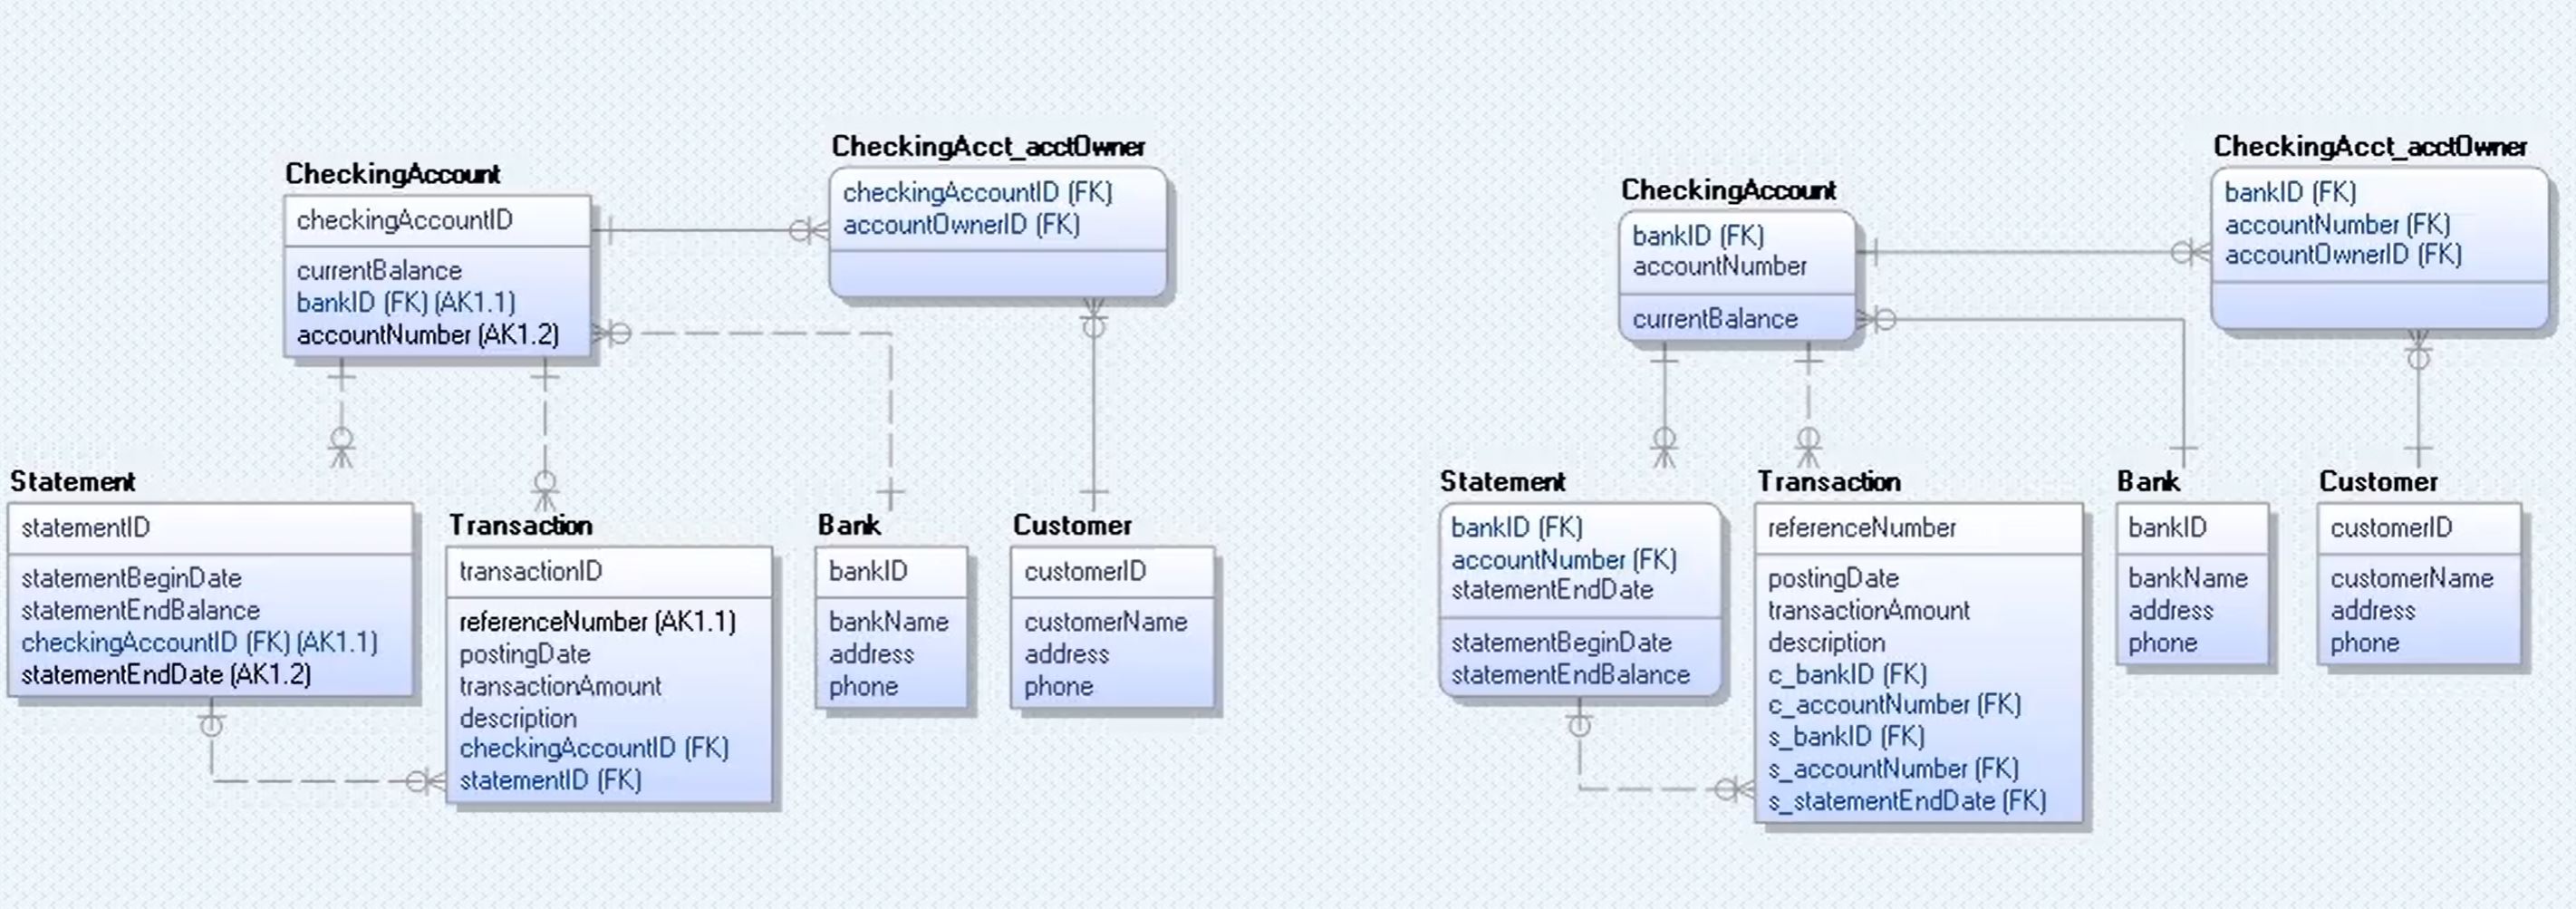 CheckingAccount
checkingAccountID
currentBalance
bankID (FK) (AK1.1)
accountNumber (AK1.2)
CheckingAcct_acctOwner
checkingAccountID (FK)
accountOwnerID (FK)
Statement
statementID
statementBeginDate
statementEndBalance
checkingAccountID (FK) (AK1.1)
statementEndDate (AK1.2)
Transaction
transactionID
referenceNumber (AK1.1)
postingDate
transactionAmount
description
checkingAccountID (FK)
statementID (FK)
Bank
bankID
bankName
address
phone
Customer
customerID
customerName
address
phone
CheckingAccount
bankID (FK)
accountNumber
currentBalance
CheckingAcct_acctOwner
bankID (FK)
accountNumber (FK)
accountOwnerID (FK)
Statement
bankID (FK)
accountNumber (FK)
statementEndDate
statementBeginDate
statementEndBalance
Transaction
referenceNumber
postingDate
transactionAmount
description
c_bankID (FK)
c_accountNumber (FK)
s_bankID (FK)
s_accountNumber (FK)
s_statementEndDate (FK)
Bank
bankID
bankName
address
phone
Customer
customerID
customerName
address
phone